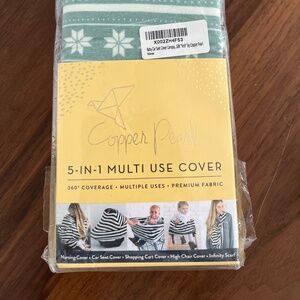 X003ZH4F53
Copper Pearl
5-IN-1 MULTI USE COVER
360° COVERAGE • MULTIPLE USES • PREMIUM FABRIC
Nursing Cover • Car Seat Cover • Shopping Cart Cover • High Chair Cover • Infinity Scarf